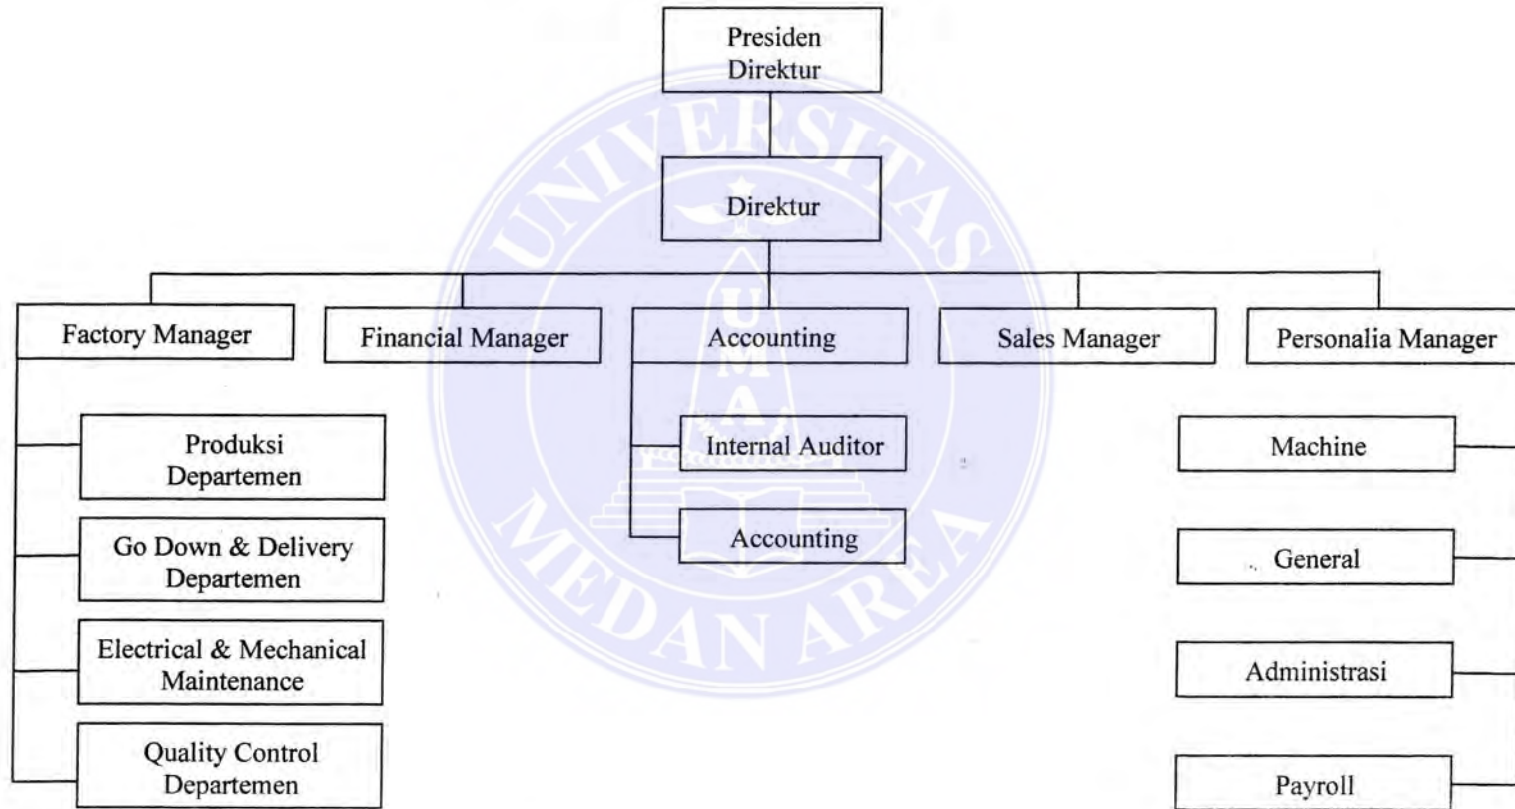 Presiden
Direktur
Direktur
Factory Manager
Financial Manager
Accounting
Sales Manager
Personalia Manager
Produksi
Departemen
Go Down & Delivery
Departemen
Electrical & Mechanical
Maintenance
Quality Control
Departemen
Internal Auditor
Accounting
Machine
General
Administrasi
Payroll
UNIVERSITAS
UMA
MEDAN AREA